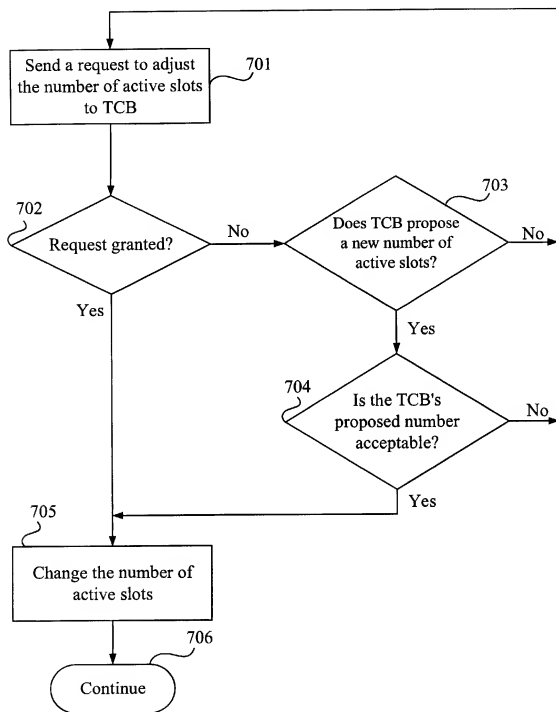 Send a request to adjust
the number of active slots
to TCB
701
702
Request granted?
No
703
Does TCB propose
a new number of
active slots?
No
Yes
Yes
704
Is the TCB's
proposed number
acceptable?
No
Yes
705
Change the number of
active slots
706
Continue